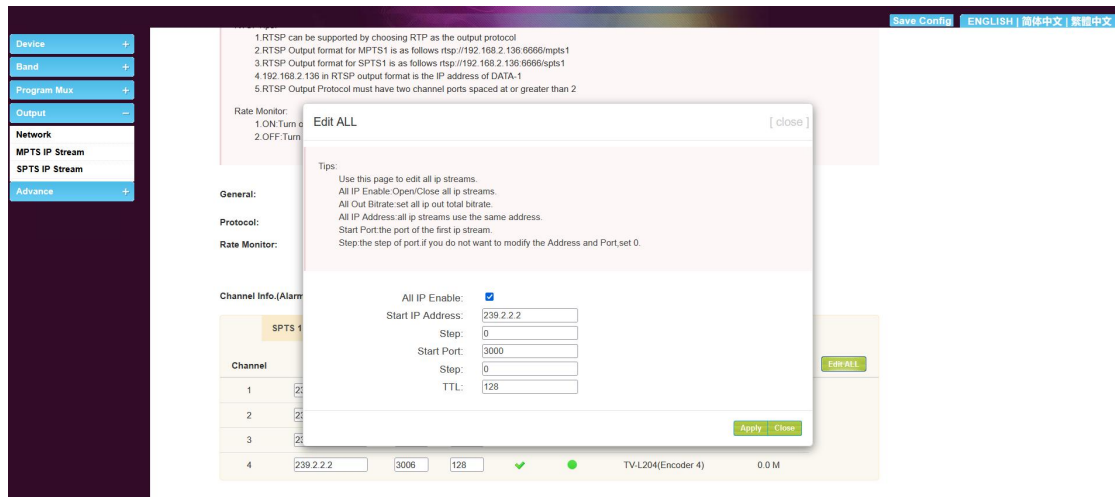 Save Config
ENGLISH | 简体中文 | 繁體中文
Device +
Band +
Program Mux +
Output −
Network
MPTS IP Stream
SPTS IP Stream
Advance +
1.RTSP can be supported by choosing RTP as the output protocol
2.RTSP Output format for MPTS1 is as follows rtsp://192.168.2.136:6666/mpts1
3.RTSP Output format for SPTS1 is as follows rtsp://192.168.2.136:6666/spts1
4.192.168.2.136 in RTSP output format is the IP address of DATA-1
5.RTSP Output Protocol must have two channel ports spaced at or greater than 2
Rate Monitor:
1.ON:Turn
2.OFF:Turn
General:
Protocol:
Rate Monitor:
Channel Info.(Alarm
SPTS 1
Channel
Edit ALL
1
2
3
4 239.2.2.2 3006 128 TV-L204(Encoder 4) 0.0 M
Edit ALL [ close ]
Tips:
Use this page to edit all ip streams.
All IP Enable:Open/Close all ip streams.
All Out Bitrate:set all ip out total bitrate.
All IP Address:all ip streams use the same address.
Start Port:the port of the first ip stream.
Step:the step of port.if you do not want to modify the Address and Port,set 0.
All IP Enable:
Start IP Address: 239.2.2.2
Step: 0
Start Port: 3000
Step: 0
TTL: 128
Apply Close